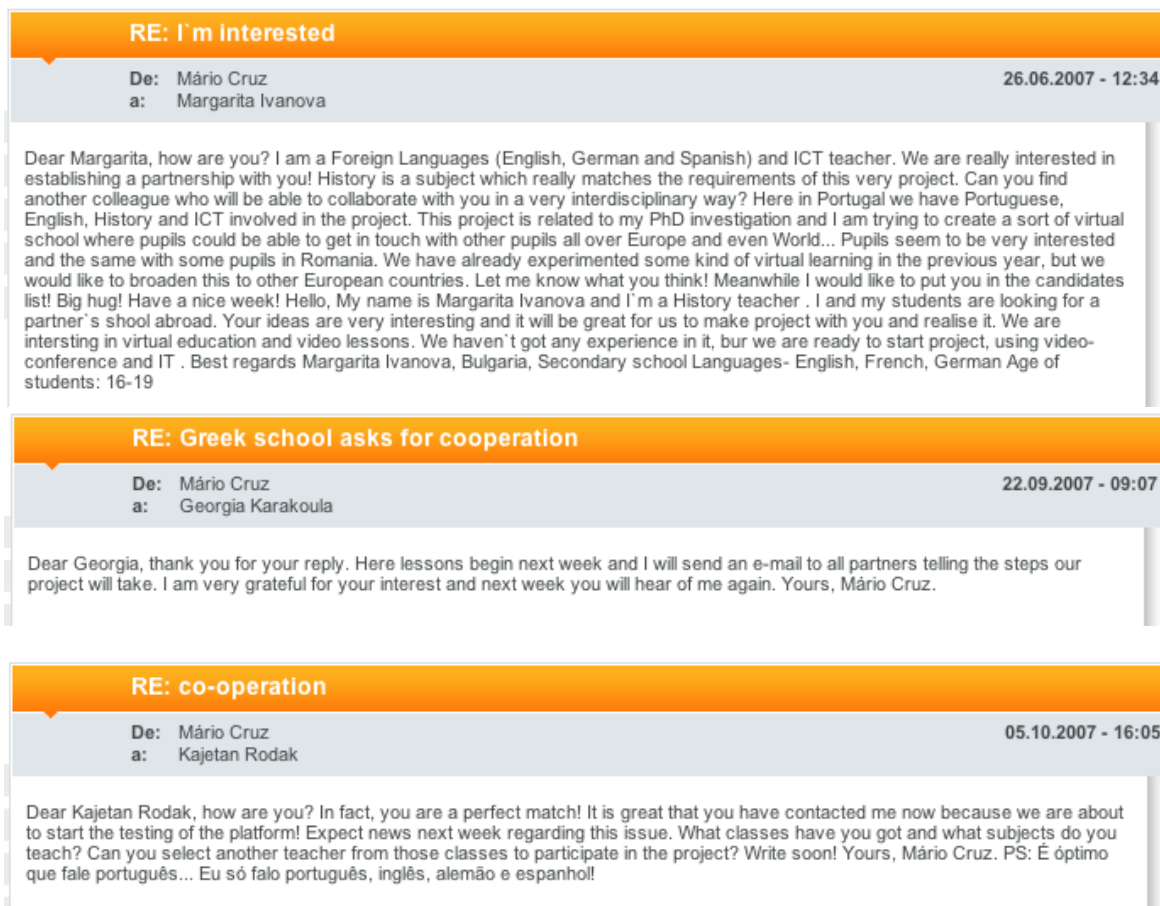 RE: I`m interested
De: Mário Cruz 26.06.2007 - 12:34
a: Margarita Ivanova
Dear Margarita, how are you? I am a Foreign Languages (English, German and Spanish) and ICT teacher. We are really interested in
establishing a partnership with you! History is a subject which really matches the requirements of this very project. Can you find
another colleague who will be able to collaborate with you in a very interdisciplinary way? Here in Portugal we have Portuguese,
English, History and ICT involved in the project. This project is related to my PhD investigation and I am trying to create a sort of virtual
school where pupils could be able to get in touch with other pupils all over Europe and even World... Pupils seem to be very interested
and the same with some pupils in Romania. We have already experimented some kind of virtual learning in the previous year, but we
would like to broaden this to other European countries. Let me know what you think! Meanwhile I would like to put you in the candidates
list! Big hug! Have a nice week! Hello, My name is Margarita Ivanova and I`m a History teacher . I and my students are looking for a
partner`s shool abroad. Your ideas are very interesting and it will be great for us to make project with you and realise it. We are
intersting in virtual education and video lessons. We haven`t got any experience in it, bur we are ready to start project, using video-
conference and IT . Best regards Margarita Ivanova, Bulgaria, Secondary school Languages- English, French, German Age of
students: 16-19
RE: Greek school asks for cooperation
De: Mário Cruz 22.09.2007 - 09:07
a: Georgia Karakoula
Dear Georgia, thank you for your reply. Here lessons begin next week and I will send an e-mail to all partners telling the steps our
project will take. I am very grateful for your interest and next week you will hear of me again. Yours, Mário Cruz.
RE: co-operation
De: Mário Cruz 05.10.2007 - 16:05
a: Kajetan Rodak
Dear Kajetan Rodak, how are you? In fact, you are a perfect match! It is great that you have contacted me now because we are about
to start the testing of the platform! Expect news next week regarding this issue. What classes have you got and what subjects do you
teach? Can you select another teacher from those classes to participate in the project? Write soon! Yours, Mário Cruz. PS: É óptimo
que fale português... Eu só falo português, inglês, alemão e espanhol!